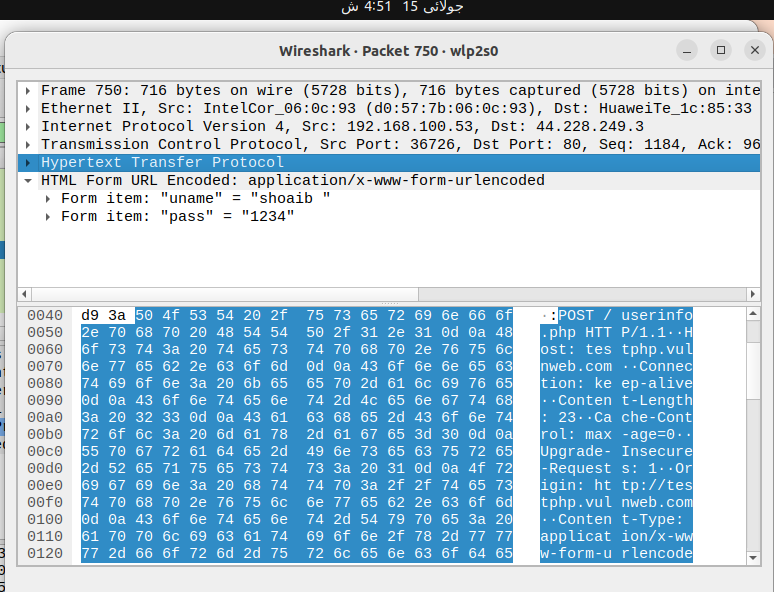 جولائی 15  4:51 ش
Wireshark · Packet 750 · wlp2s0
Frame 750: 716 bytes on wire (5728 bits), 716 bytes captured (5728 bits) on inte
Ethernet II, Src: IntelCor_06:0c:93 (d0:57:7b:06:0c:93), Dst: HuaweiTe_1c:85:33
Internet Protocol Version 4, Src: 192.168.100.53, Dst: 44.228.249.3
Transmission Control Protocol, Src Port: 36726, Dst Port: 80, Seq: 1184, Ack: 96
Hypertext Transfer Protocol
HTML Form URL Encoded: application/x-www-form-urlencoded
Form item: "uname" = "shoaib "
Form item: "pass" = "1234"
0040 d9 3a 50 4f 53 54 20 2f 75 73 65 72 69 6e 66 6f ·:POST / userinfo
0050 2e 70 68 70 20 48 54 54 50 2f 31 2e 31 0d 0a 48 .php HTT P/1.1··H
0060 6f 73 74 3a 20 74 65 73 74 70 68 70 2e 76 75 6c ost: tes tphp.vul
0070 6e 77 65 62 2e 63 6f 6d 0d 0a 43 6f 6e 6e 65 63 nweb.com ··Connec
0080 74 69 6f 6e 3a 20 6b 65 65 70 2d 61 6c 69 76 65 tion: ke ep-alive
0090 0d 0a 43 6f 6e 74 65 6e 74 2d 4c 65 6e 67 74 68 ··Conten t-Length
00a0 3a 20 32 33 0d 0a 43 61 63 68 65 2d 43 6f 6e 74 : 23··Ca che-Cont
00b0 72 6f 6c 3a 20 6d 61 78 2d 61 67 65 3d 30 0d 0a rol: max -age=0··
00c0 55 70 67 72 61 64 65 2d 49 6e 73 65 63 75 72 65 Upgrade- Insecure
00d0 2d 52 65 71 75 65 73 74 73 3a 20 31 0d 0a 4f 72 -Request s: 1··Or
00e0 69 67 69 6e 3a 20 68 74 74 70 3a 2f 2f 74 65 73 igin: ht tp://tes
00f0 74 70 68 70 2e 76 75 6c 6e 77 65 62 2e 63 6f 6d tphp.vul nweb.com
0100 0d 0a 43 6f 6e 74 65 6e 74 2d 54 79 70 65 3a 20 ··Conten t-Type:
0110 61 70 70 6c 69 63 61 74 69 6f 6e 2f 78 2d 77 77 applicat ion/x-ww
0120 77 2d 66 6f 72 6d 2d 75 72 6c 65 6e 63 6f 64 65 w-form-u rlencode